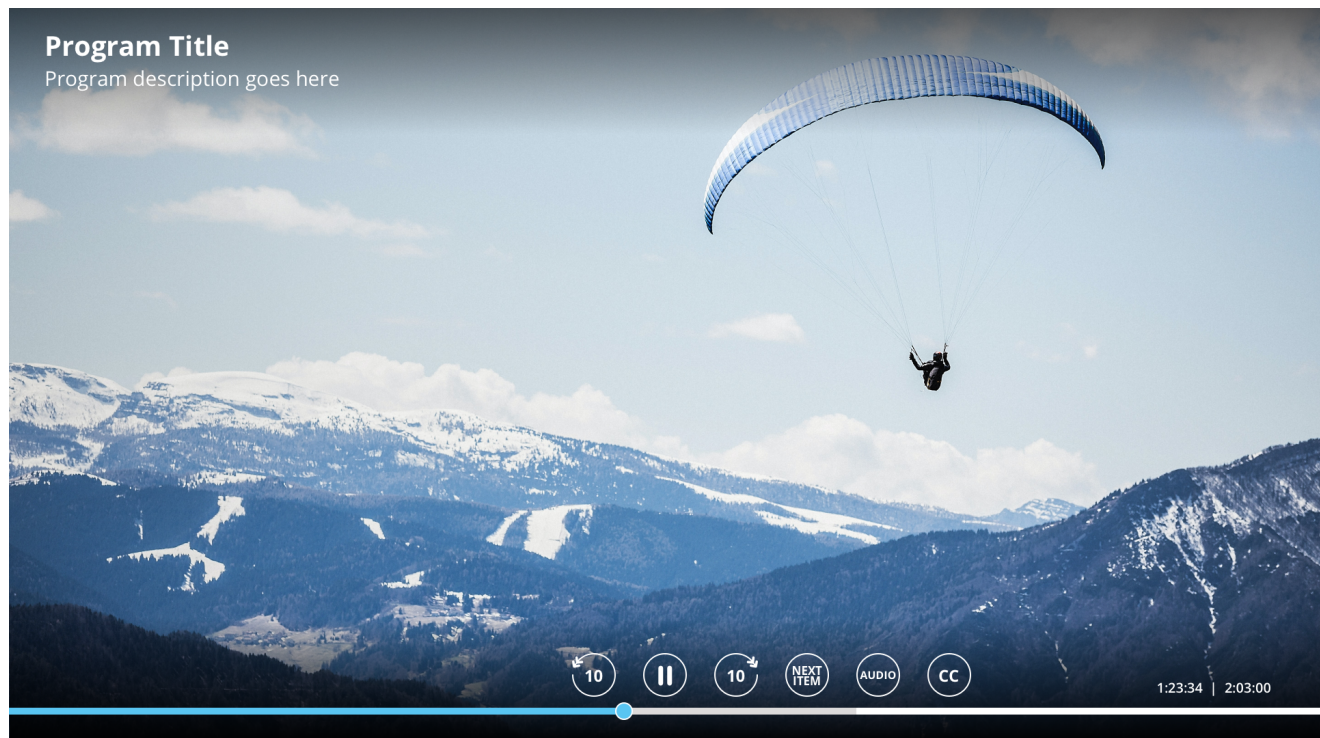 Program Title
Program description goes here
10
10
NEXT
ITEM
AUDIO
CC
1:23:34 | 2:03:00